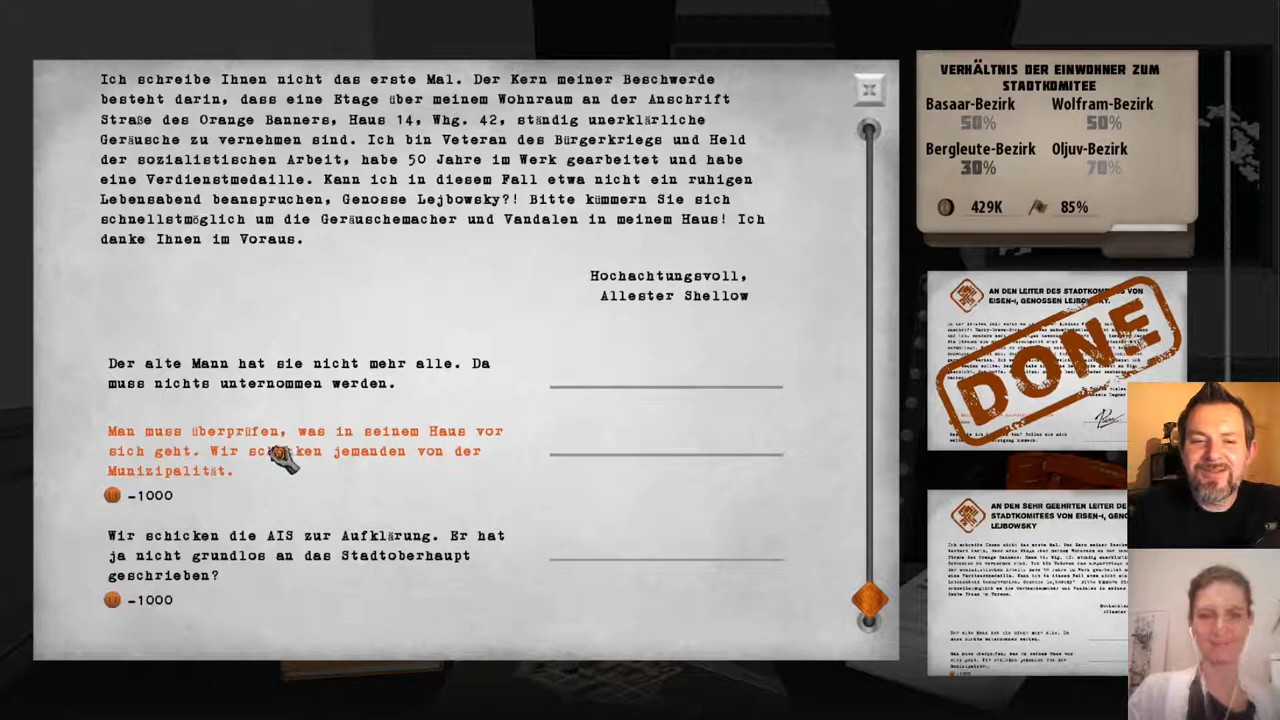 Ich schreibe Ihnen nicht das erste Mal. Der Kern meiner Beschwerde
besteht darin, dass eine Etage über meinem Wohnraum an der Anschrift
Straße des Orange Banners, Haus 14, Whg. 42, ständig unerklärliche
Geräusche zu vernehmen sind. Ich bin Veteran des Bürgerkriegs und Held
der sozialistischen Arbeit, habe 50 Jahre im Werk gearbeitet und habe
eine Verdienstmedaille. Kann ich in diesem Fall etwa nicht ein ruhigen
Lebensabend beanspruchen, Genosse Lejbowsky?! Bitte kümmern Sie sich
schnellstmöglich um die Geräuschemacher und Vandalen in meinem Haus! Ich
danke Ihnen im Voraus.
Hochachtungsvoll,
Allester Shellow
Der alte Mann hat sie nicht mehr alle. Da
muss nichts unternommen werden.
Man muss überprüfen, was in seinem Haus vor
sich geht. Wir schicken jemanden von der
Munizipalität.
-1000
Wir schicken die AIS zur Aufklärung. Er hat
ja nicht grundlos an das Stadtoberhaupt
geschrieben?
-1000
VERHÄLTNIS DER EINWOHNER ZUM
STADTKOMITEE
Basaar-Bezirk Wolfram-Bezirk
50% 50%
Bergleute-Bezirk Oljuv-Bezirk
30% 70%
429K 85%
AN DEN LEITER DES STADTKOMITEES VON
EISEN-1, GENOSSEN LEJBOWSKY.
DONE
AN DEN SEHR GEEHRTEN LEITER DE
STADTKOMITEES VON EISEN-1, GENO
LEJBOWSKY